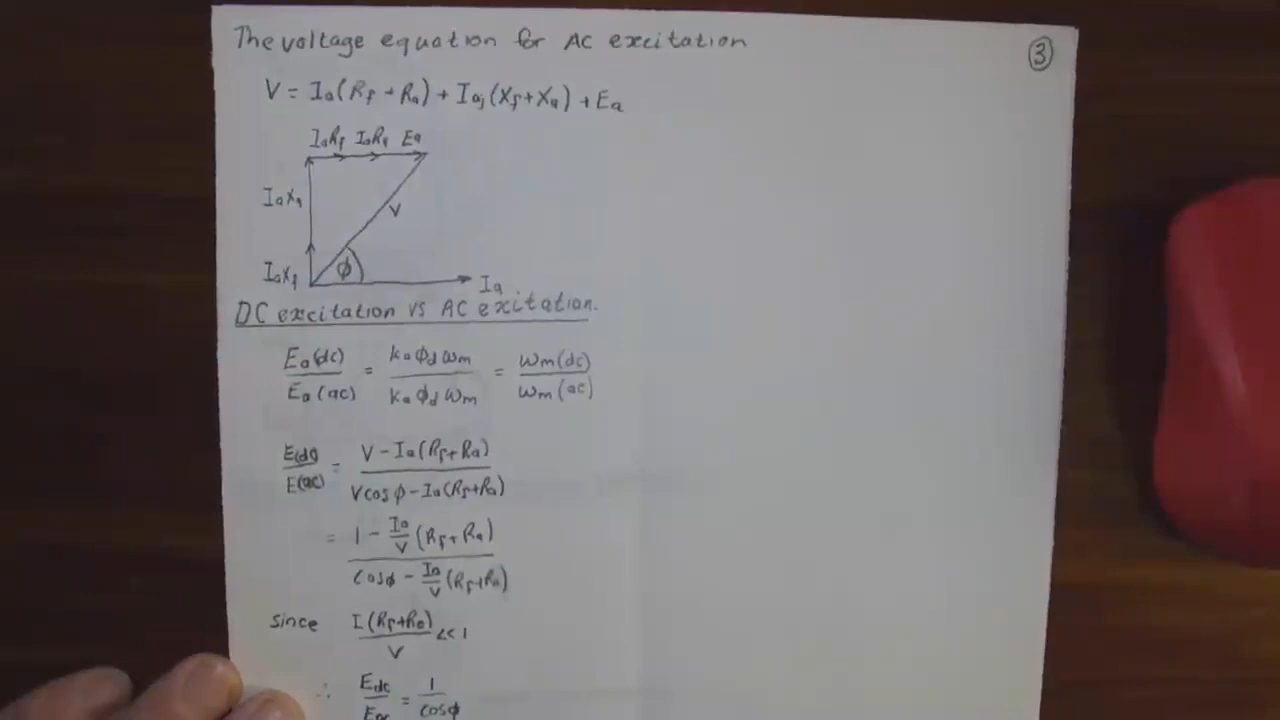 The voltage equation for AC excitation
③
V = Ia(Rf + Ra) + Iaj(Xf+Xa) + Ea
IaRf IaRa Ea
IaXa
V
IaXf
ϕ
Ia
DC excitation vs AC excitation.
Ea(dc) / Ea(ac) = kaϕdωm / kaϕdωm = ωm(dc) / ωm(ac)
E(dc) / E(ac) = V - Ia(Rf+Ra) / Vcosϕ - Ia(Rf+Ra)
= 1 - Ia/V (Rf+Ra) / cosϕ - Ia/V (Rf+Ra)
since I(Rf+Ra) / V << 1
∴ Edc / Eac = 1 / cosϕ